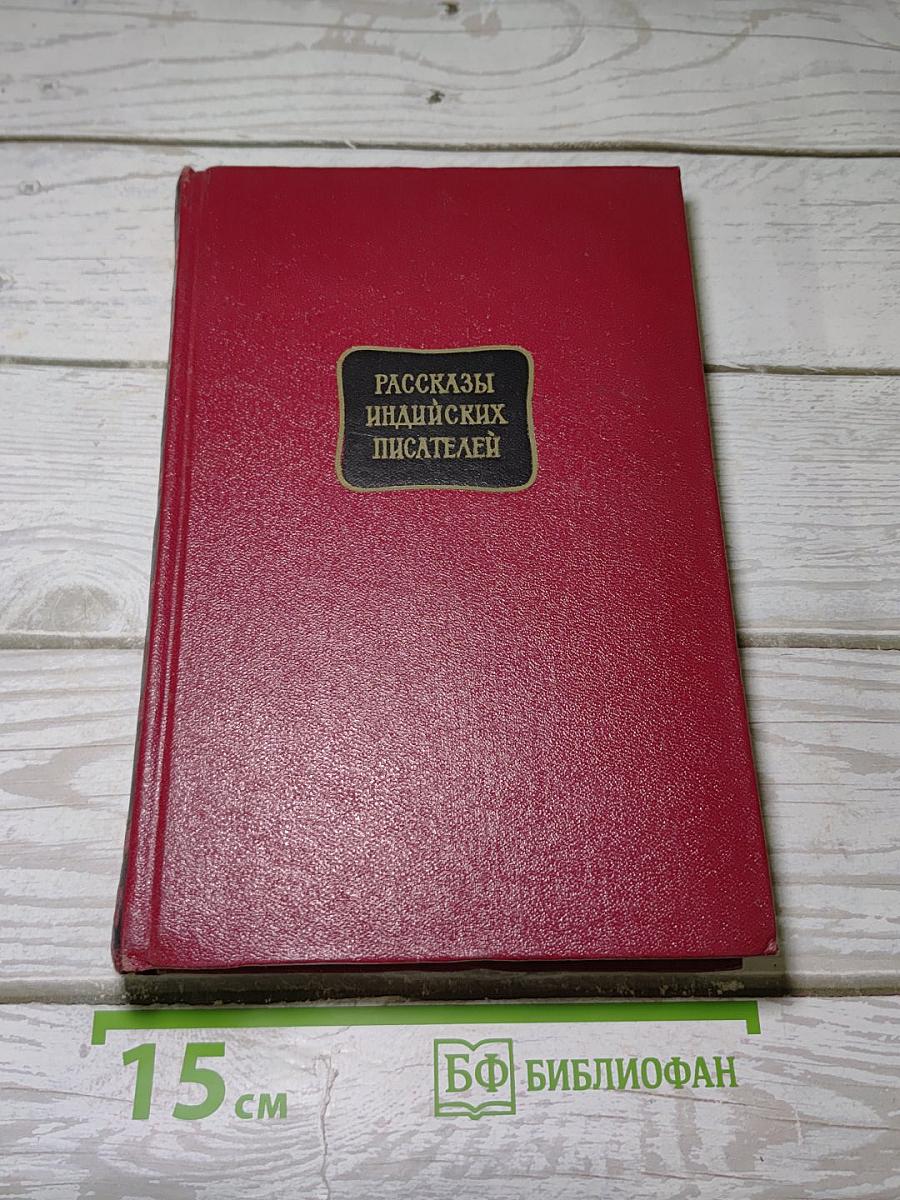 РАССКАЗЫ
ИНДИЙСКИХ
ПИСАТЕЛЕЙ
15 см
БФ БИБЛИОФАН